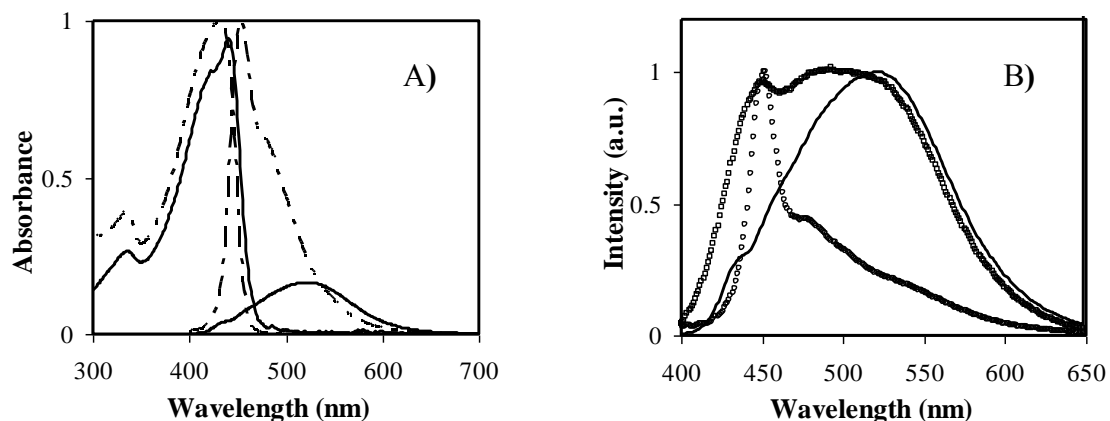 A)
Absorbance
1
0.5
0
300 400 500 600 700
Wavelength (nm)
B)
Intensity (a.u.)
1
0.5
0
400 450 500 550 600 650
Wavelength (nm)